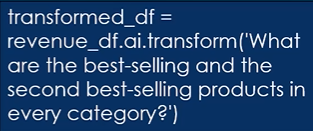 transformed_df =
revenue_df.ai.transform('What
are the best-selling and the
second best-selling products in
every category?')